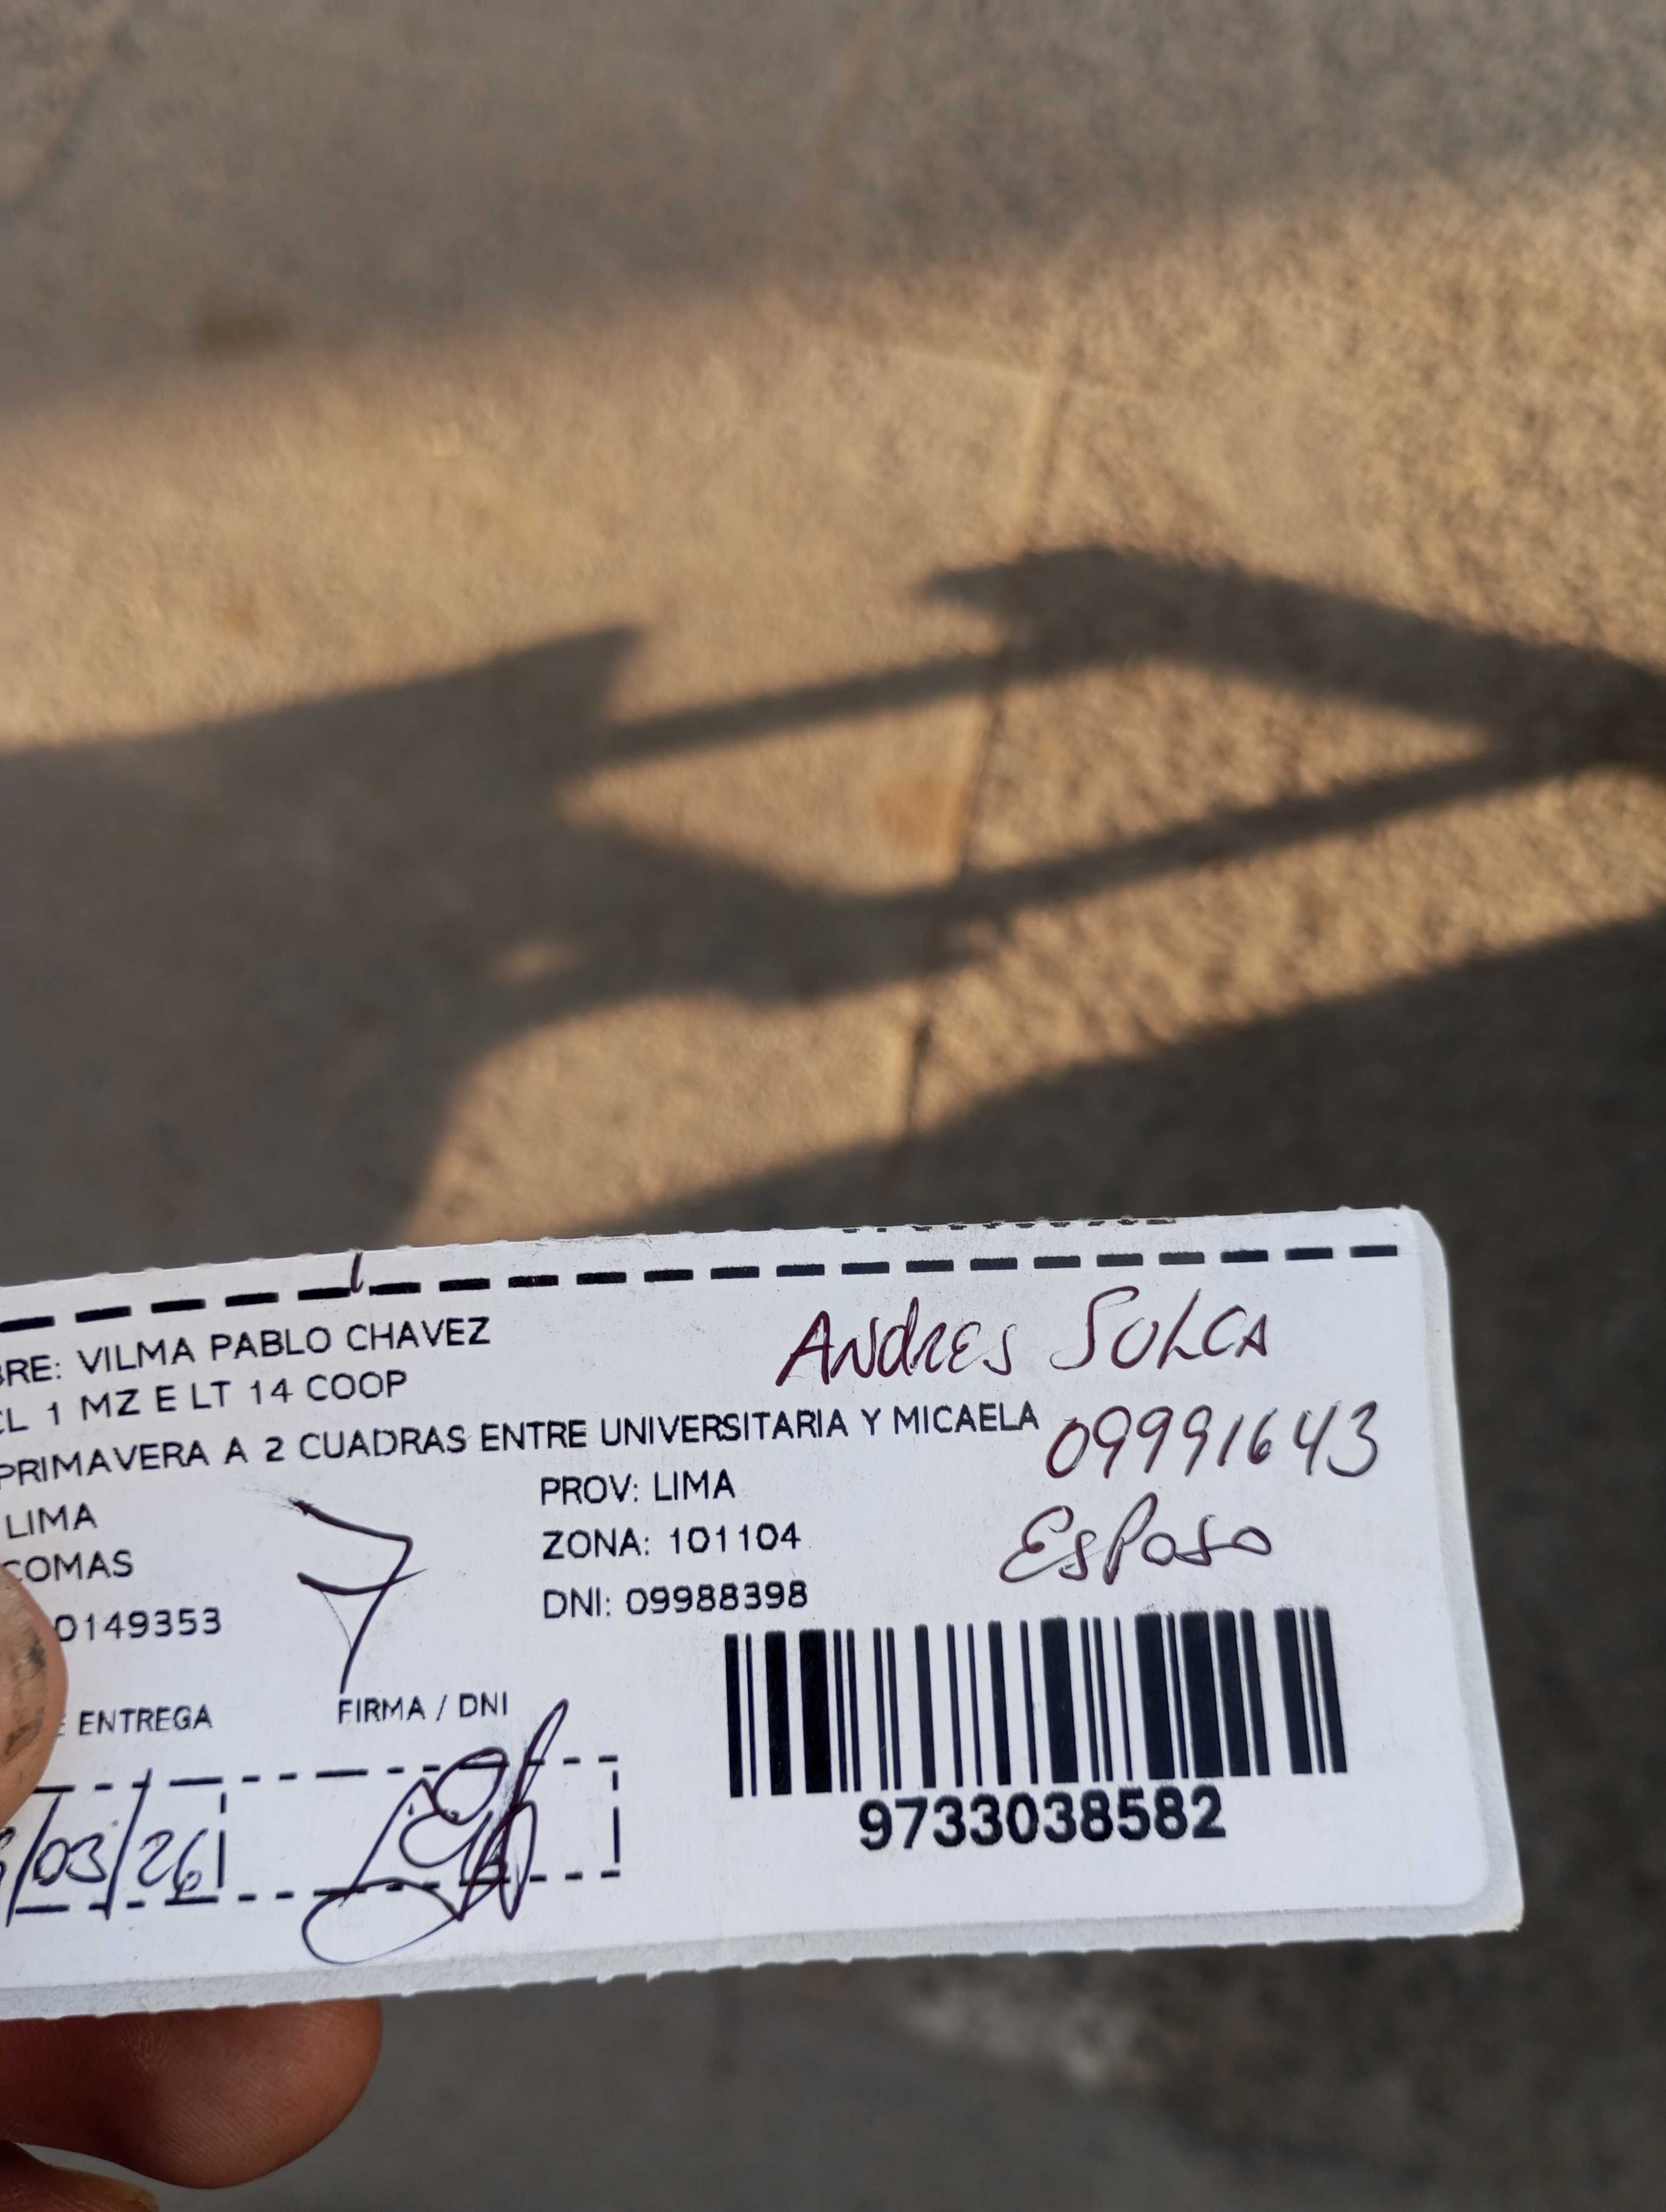 BRE: VILMA PABLO CHAVEZ
CL 1 MZ E LT 14 COOP
PRIMAVERA A 2 CUADRAS ENTRE UNIVERSITARIA Y MICAELA
LIMA
PROV: LIMA
COMAS
ZONA: 101104
0149353
DNI: 09988398
ANdRES SULCA
09991643
EsPoso
7
ENTREGA
FIRMA / DNI
/03/26
9733038582